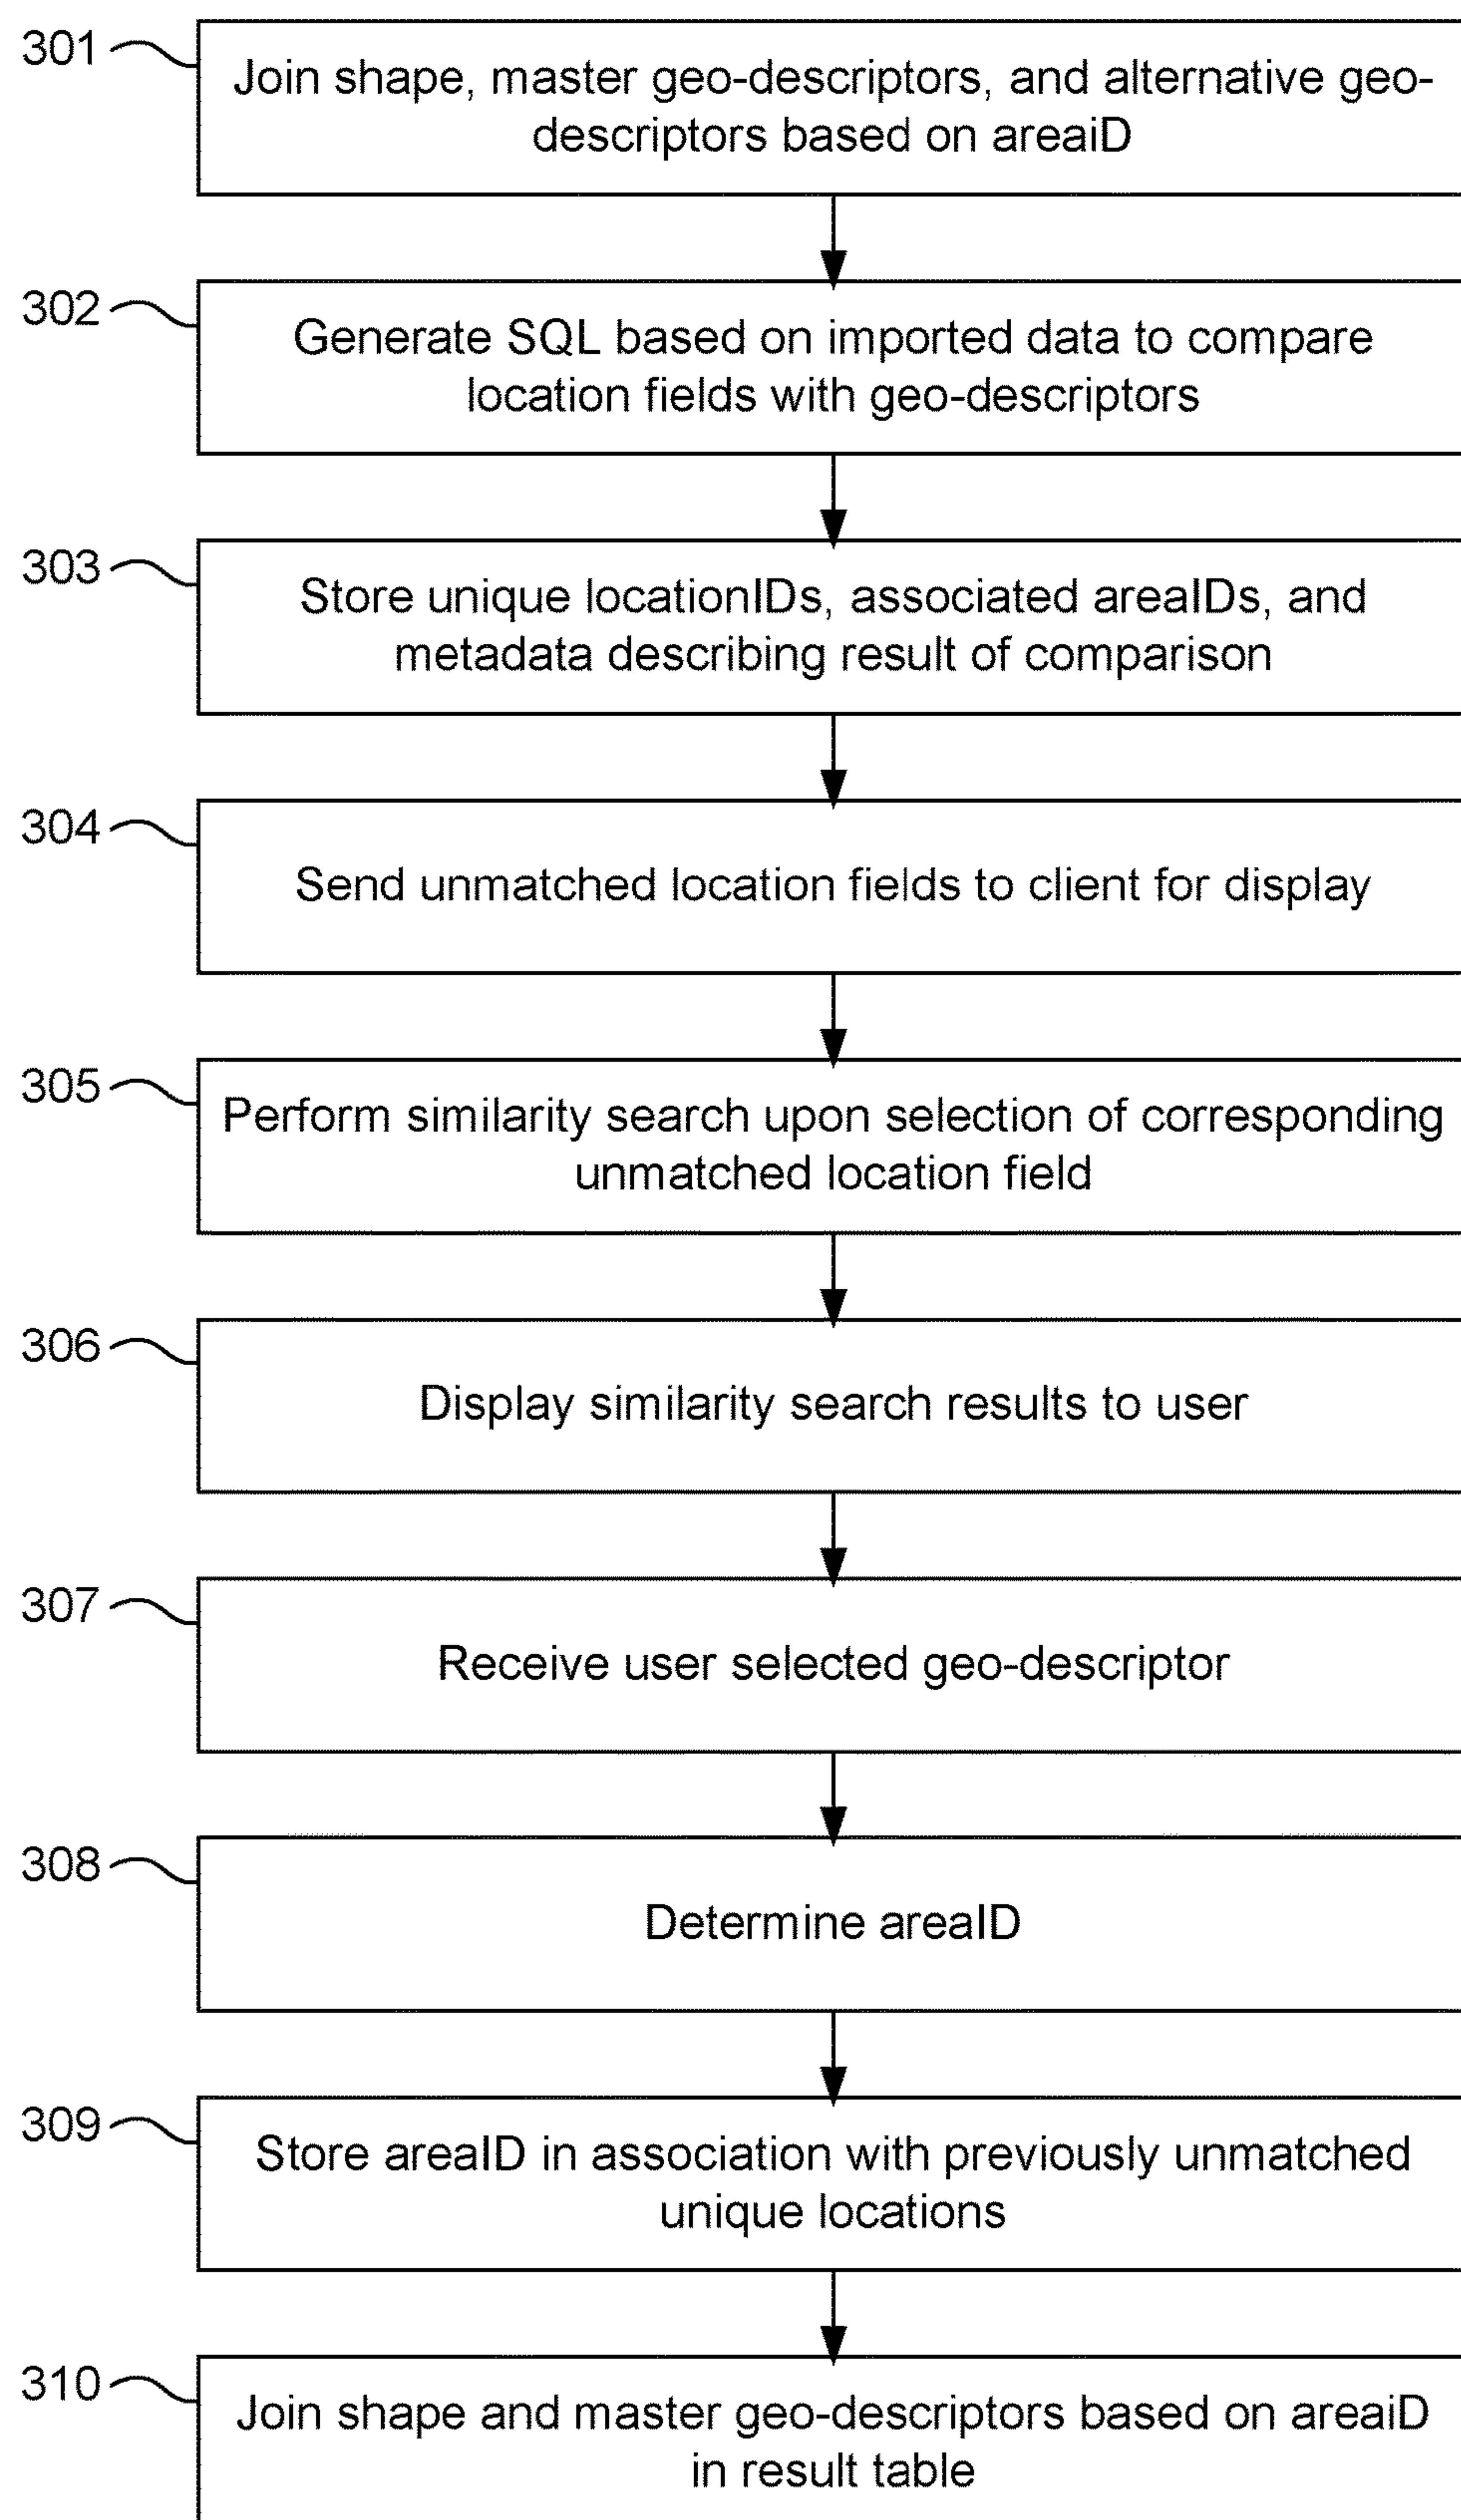 301
Join shape, master geo-descriptors, and alternative geo-
descriptors based on areaiD
302
Generate SQL based on imported data to compare
location fields with geo-descriptors
303
Store unique locationIDs, associated areaIDs, and
metadata describing result of comparison
304
Send unmatched location fields to client for display
305
Perform similarity search upon selection of corresponding
unmatched location field
306
Display similarity search results to user
307
Receive user selected geo-descriptor
308
Determine areaID
309
Store areaID in association with previously unmatched
unique locations
310
Join shape and master geo-descriptors based on areaiD
in result table